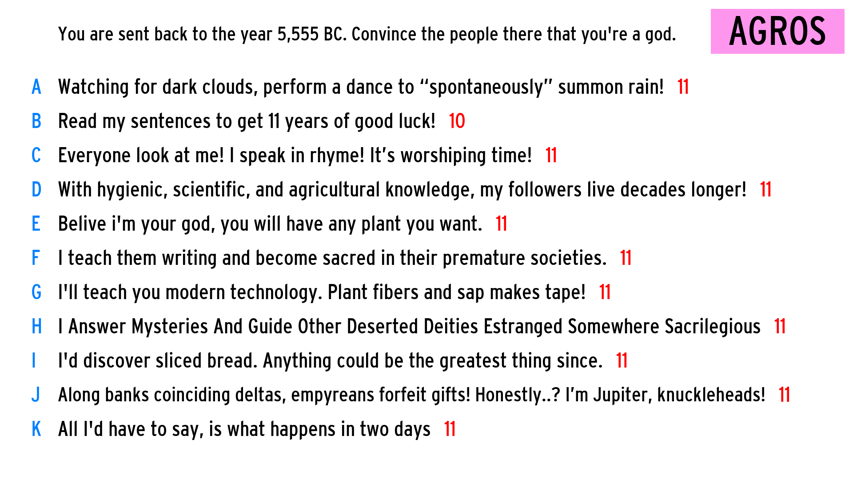 You are sent back to the year 5,555 BC. Convince the people there that you're a god.
AGROS
A Watching for dark clouds, perform a dance to “spontaneously” summon rain! 11
B Read my sentences to get 11 years of good luck! 10
C Everyone look at me! I speak in rhyme! It’s worshiping time! 11
D With hygienic, scientific, and agricultural knowledge, my followers live decades longer! 11
E Belive i'm your god, you will have any plant you want. 11
F I teach them writing and become sacred in their premature societies. 11
G I'll teach you modern technology. Plant fibers and sap makes tape! 11
H I Answer Mysteries And Guide Other Deserted Deities Estranged Somewhere Sacrilegious 11
I I'd discover sliced bread. Anything could be the greatest thing since. 11
J Along banks coinciding deltas, empyreans forfeit gifts! Honestly..? I’m Jupiter, knuckleheads! 11
K All I'd have to say, is what happens in two days 11